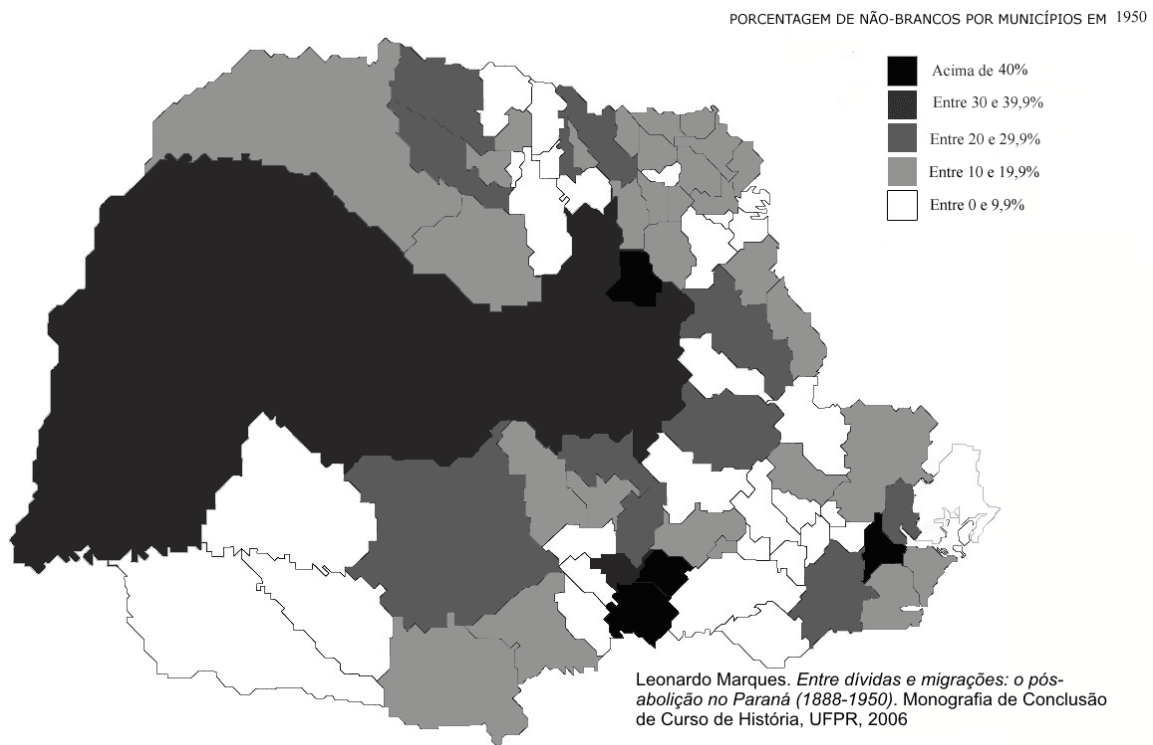 PORCENTAGEM DE NÃO-BRANCOS POR MUNICÍPIOS EM 1950
Acima de 40%
Entre 30 e 39,9%
Entre 20 e 29,9%
Entre 10 e 19,9%
Entre 0 e 9,9%
Leonardo Marques. Entre dívidas e migrações: o pós-
abolição no Paraná (1888-1950). Monografia de Conclusão
de Curso de História, UFPR, 2006